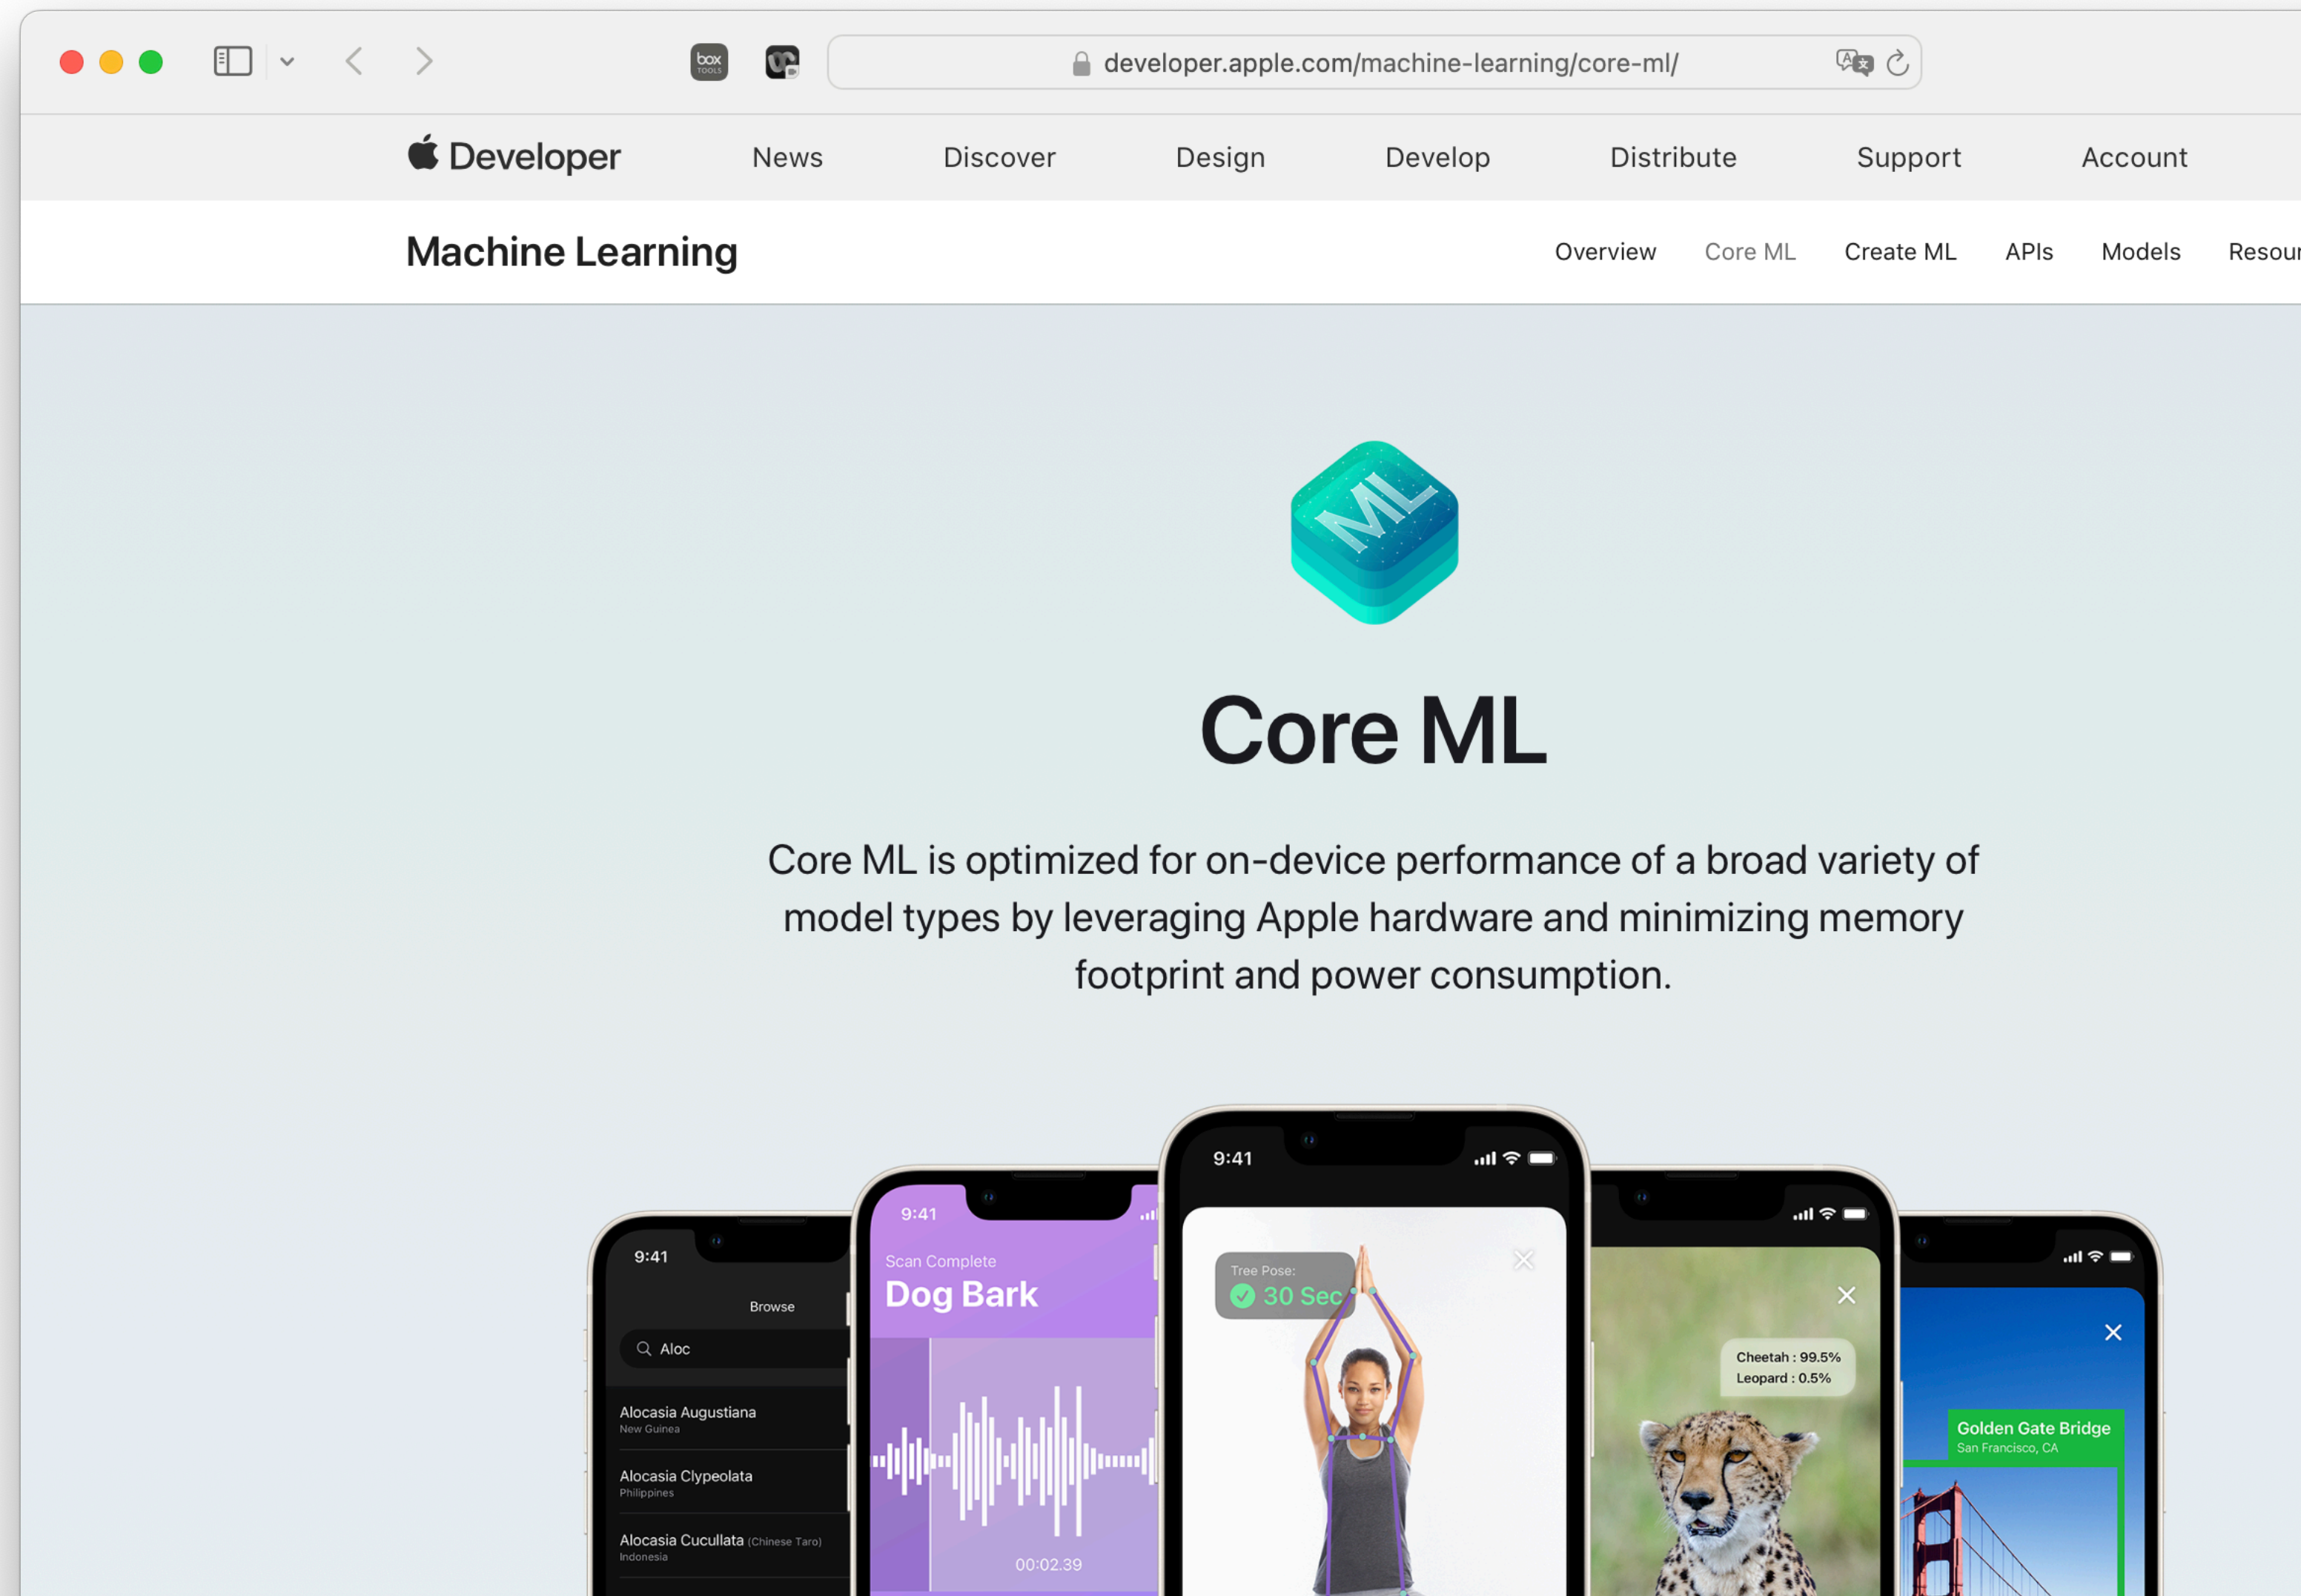 box
TOOLS
developer.apple.com/machine-learning/core-ml/
Developer
News
Discover
Design
Develop
Distribute
Support
Account
Machine Learning
Overview
Core ML
Create ML
APIs
Models
ML
Core ML
Core ML is optimized for on-device performance of a broad variety of
model types by leveraging Apple hardware and minimizing memory
footprint and power consumption.
9:41
Browse
Aloc
Alocasia Augustiana
New Guinea
Alocasia Clypeolata
Philippines
Alocasia Cucullata (Chinese Taro)
Indonesia
9:41
Scan Complete
Dog Bark
00:02.39
9:41
Tree Pose:
30 Sec
Cheetah : 99.5%
Leopard : 0.5%
Golden Gate Bridge
San Francisco, CA